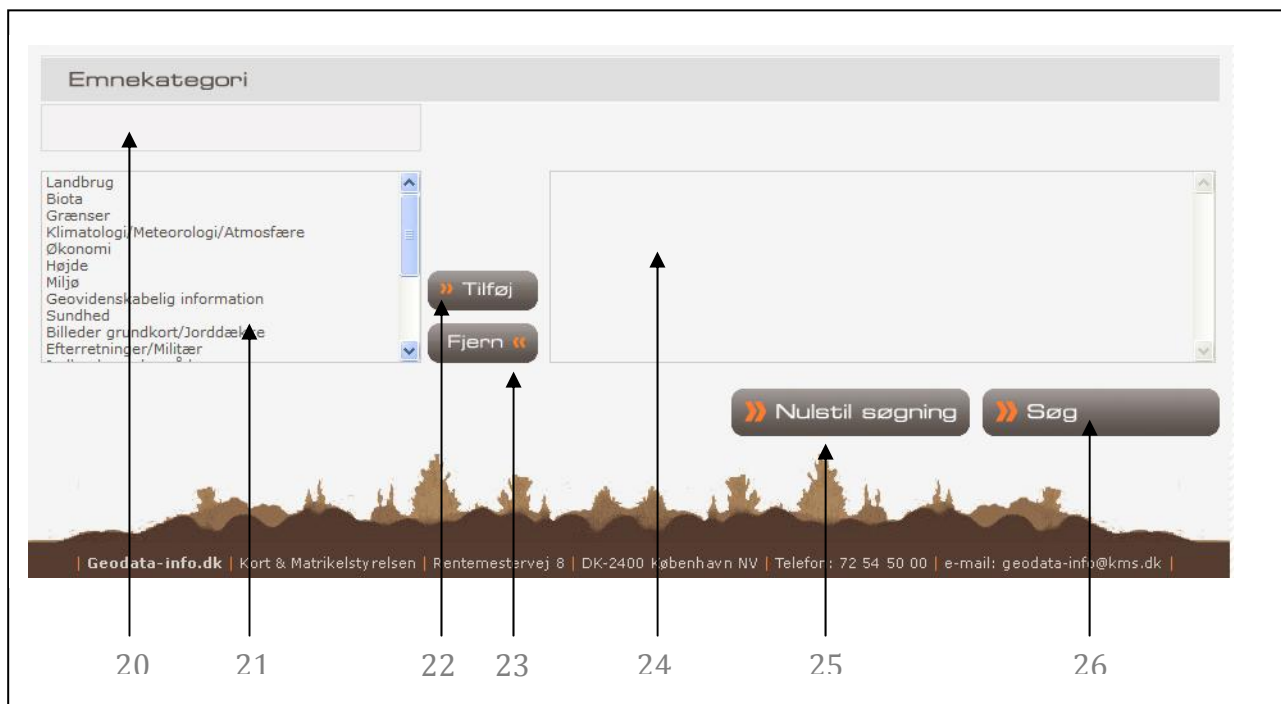 Emnekategori
Landbrug
Biota
Grænser
Klimatologi/Meteorologi/Atmosfære
Økonomi
Højde
Miljø
Geovidenskabelig information
Sundhed
Billeder grundkort/Jorddække
Efterretninger/Militær
Tilføj
Fjern
Nulstil søgning
Søg
| Geodata-info.dk | Kort & Matrikelstyrelsen | Rentemestervej 8 | DK-2400 København NV | Telefon: 72 54 50 00 | e-mail: geodata-info@kms.dk |
20 21 22 23 24 25 26